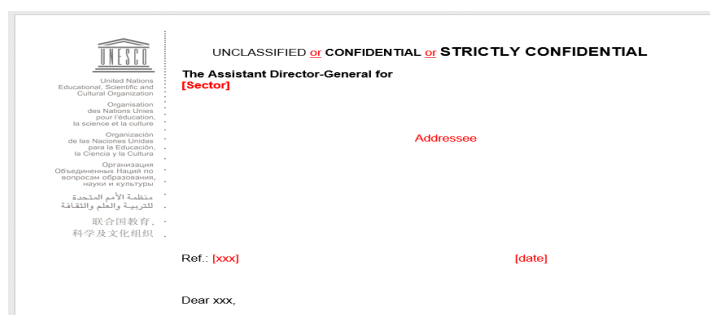 UNCLASSIFIED or CONFIDENTIAL or STRICTLY CONFIDENTIAL
UNESCO
The Assistant Director-General for
[Sector]
United Nations
Educational, Scientific and
Cultural Organization
Organisation
des Nations Unies
pour l'éducation,
la science et la culture
Organización
de las Naciones Unidas
para la Educación,
la Ciencia y la Cultura
Организация
Объединенных Наций по
вопросам образования,
науки и культуры
منظمة الأمم المتحدة
للتربية والعلم والثقافة
联合国教育、
科学及文化组织
Addressee
Ref.: [xxx]
[date]
Dear xxx,